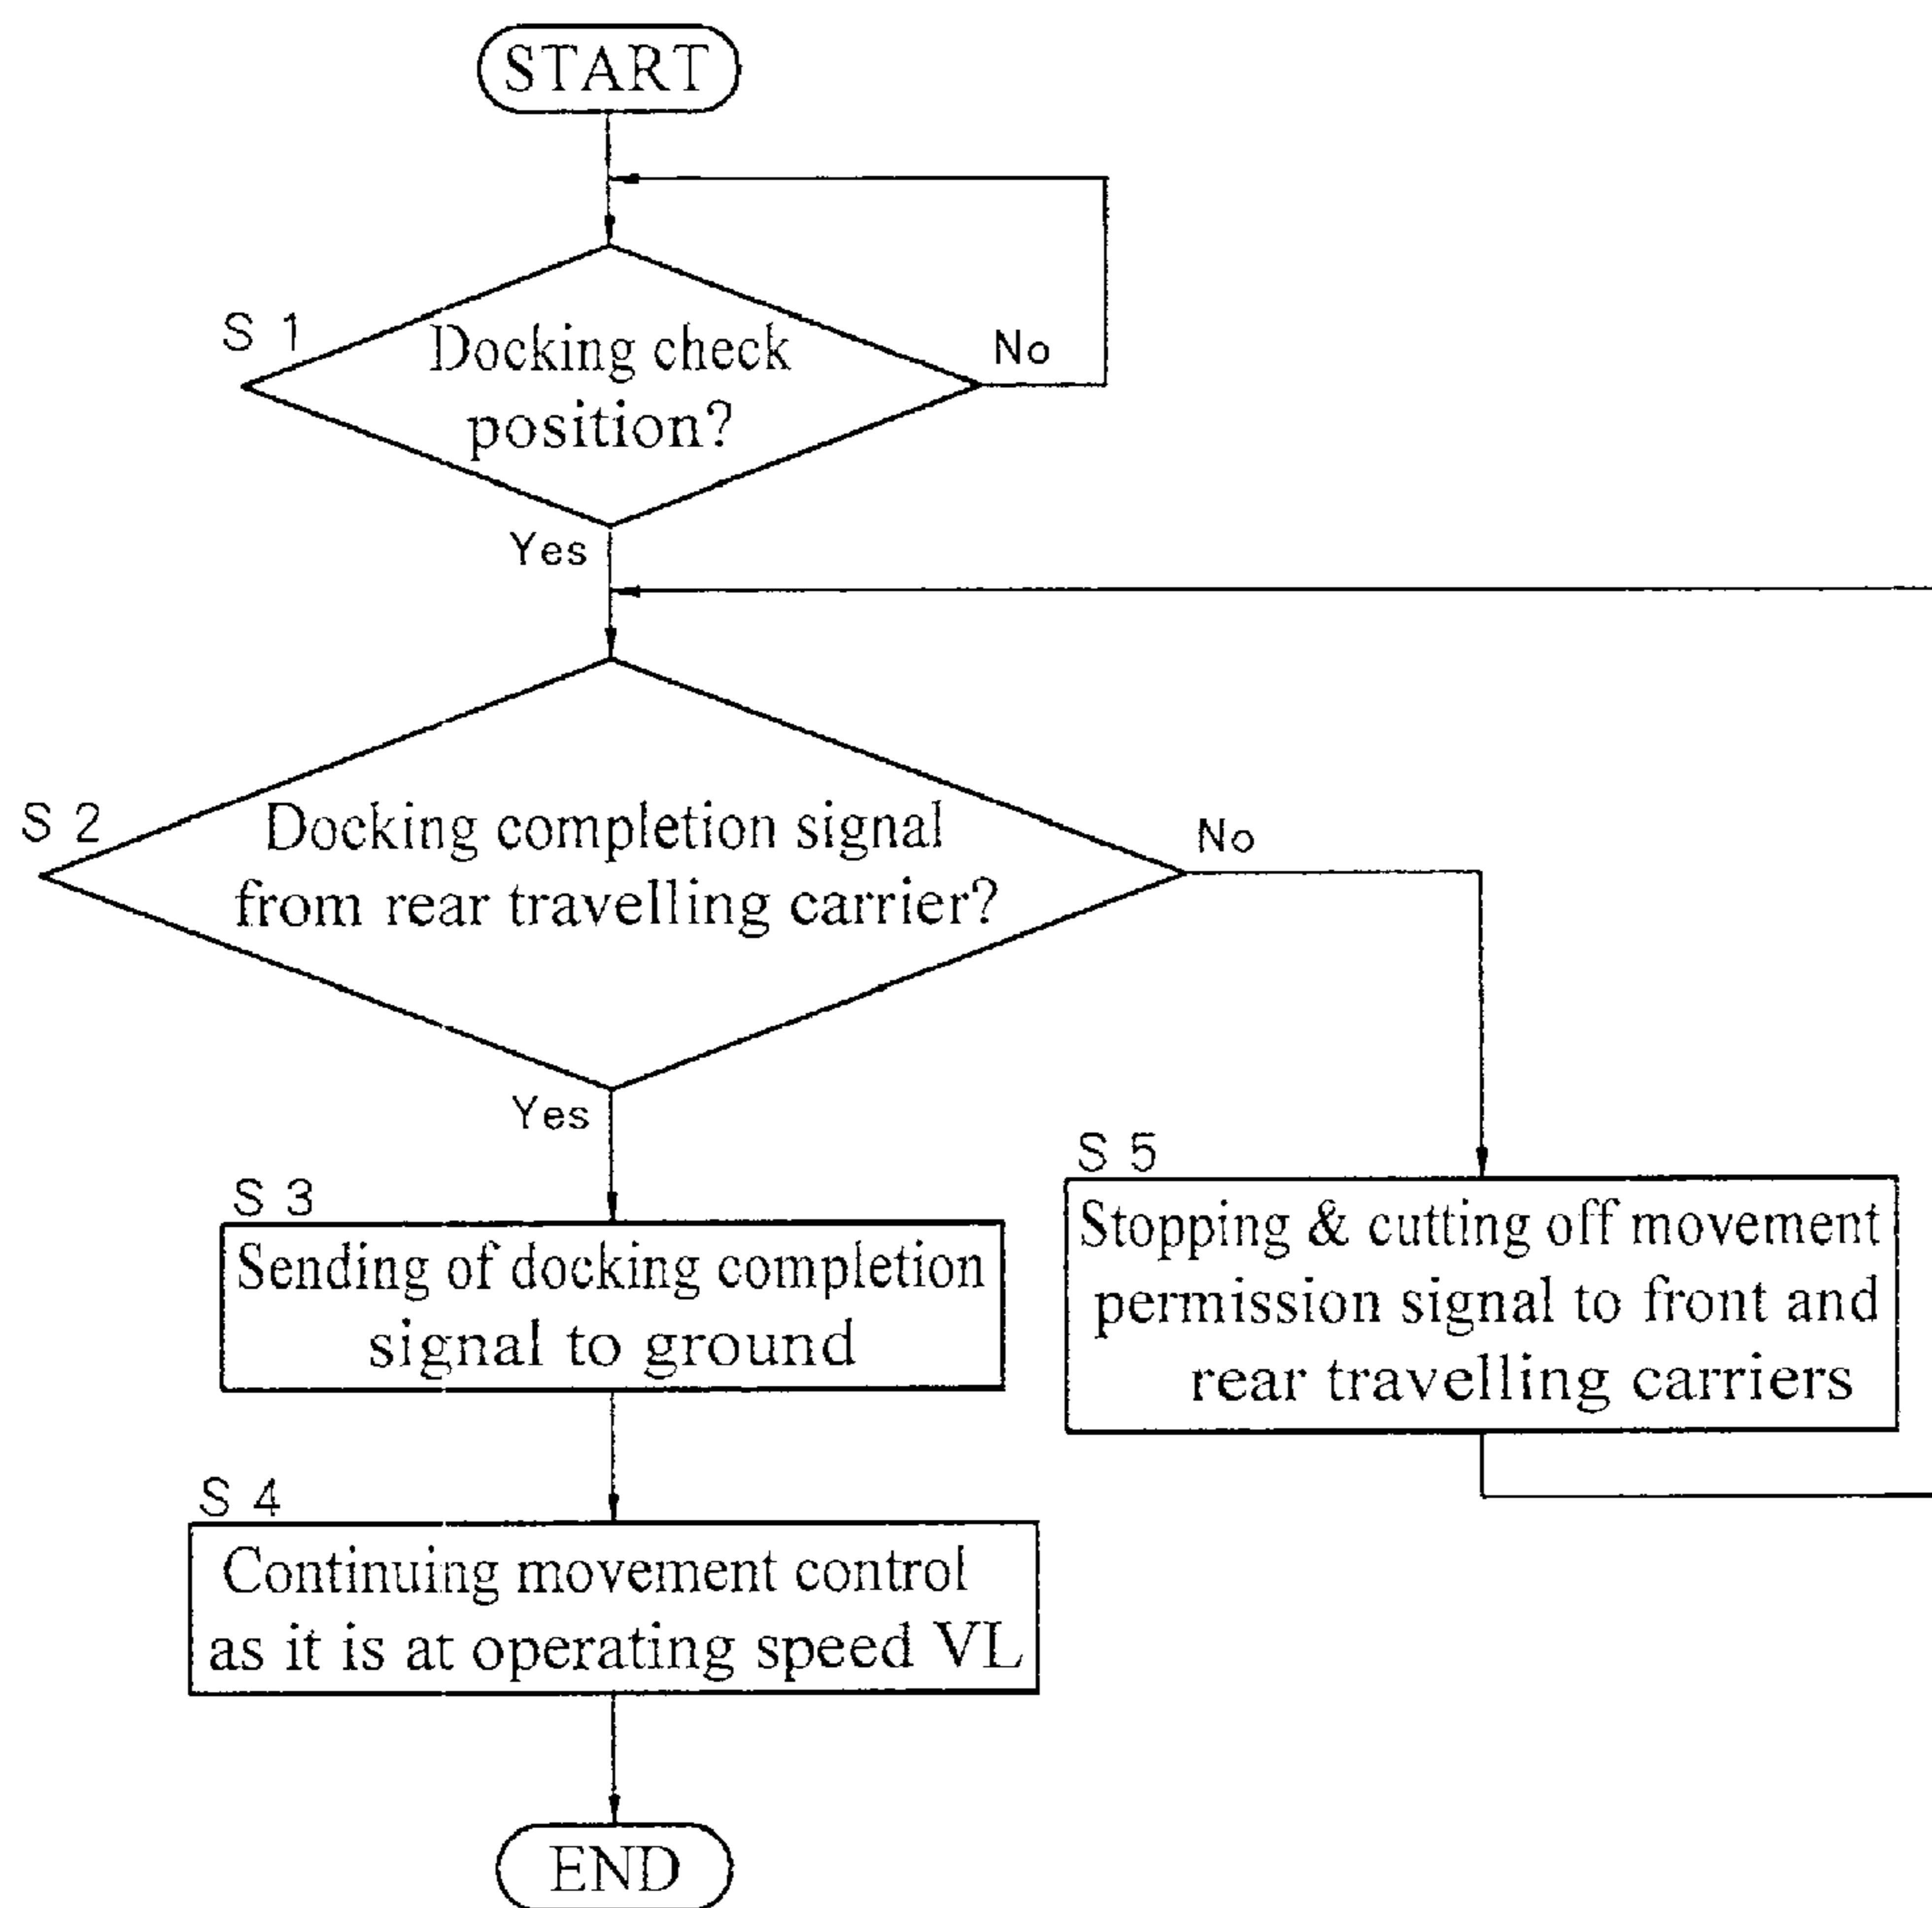 START
S 1
Docking check
position?
No
Yes
S 2
Docking completion signal
from rear travelling carrier?
No
Yes
S 3
Sending of docking completion
signal to ground
S 5
Stopping & cutting off movement
permission signal to front and
rear travelling carriers
S 4
Continuing movement control
as it is at operating speed VL
END